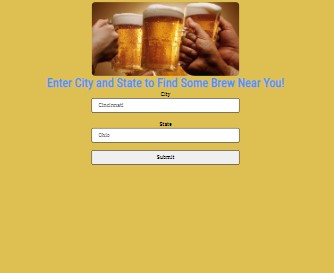 Enter City and State to Find Some Brew Near You!
City
Cincinnati
State
Ohio
Submit